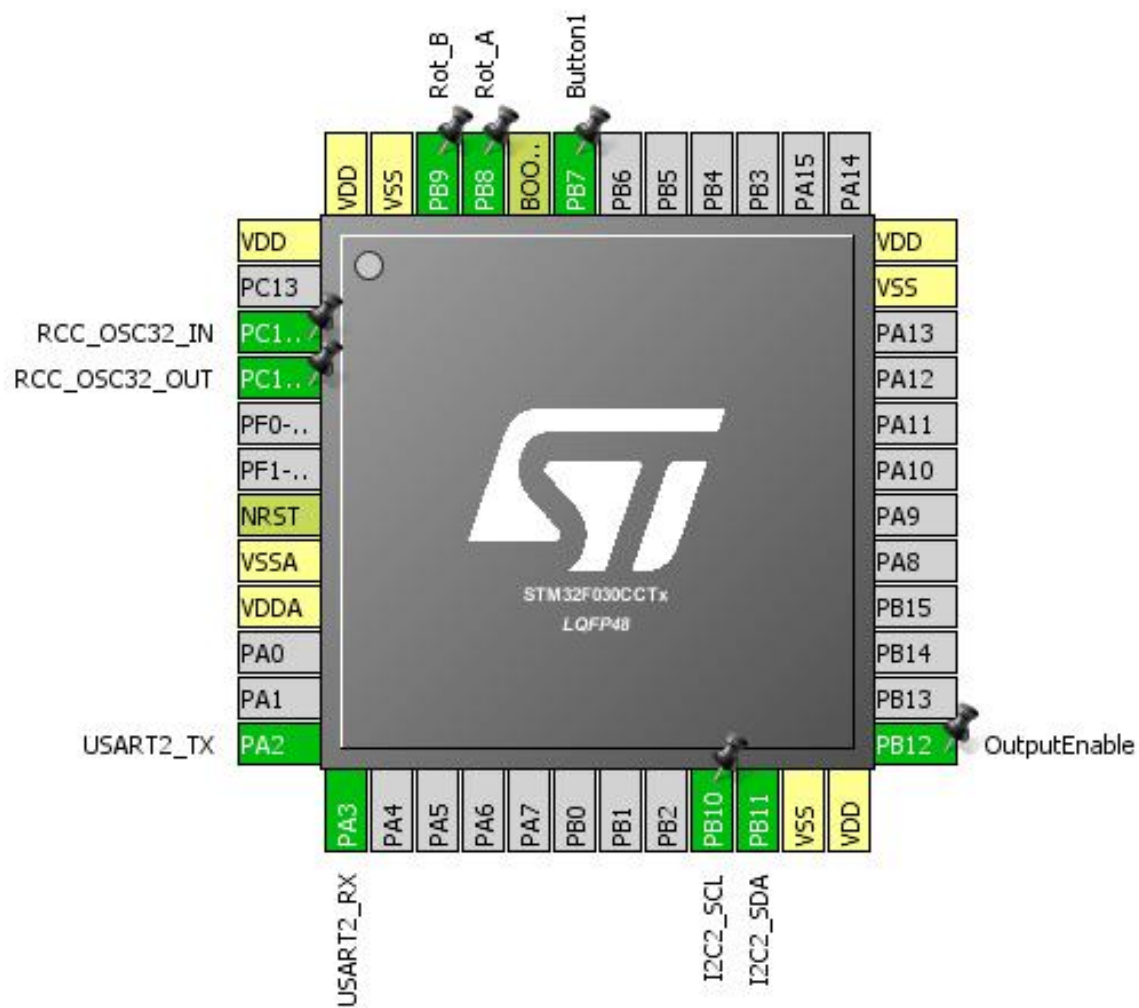 Rot_B
Rot_A
Button1
VDD
VSS
PB9
PB8
BOO..
PB7
PB6
PB5
PB4
PB3
PA15
PA14
VDD
PC13
RCC_OSC32_IN PC1..
RCC_OSC32_OUT PC1..
PF0-..
PF1-..
NRST
VSSA
VDDA
PA0
PA1
USART2_TX PA2
VDD
VSS
PA13
PA12
PA11
PA10
PA9
PA8
PB15
PB14
PB13
PB12 OutputEnable
STM32F030CCTx
LQFP48
PA3
PA4
PA5
PA6
PA7
PB0
PB1
PB2
PB10
PB11
VSS
VDD
USART2_RX
I2C2_SCL
I2C2_SDA